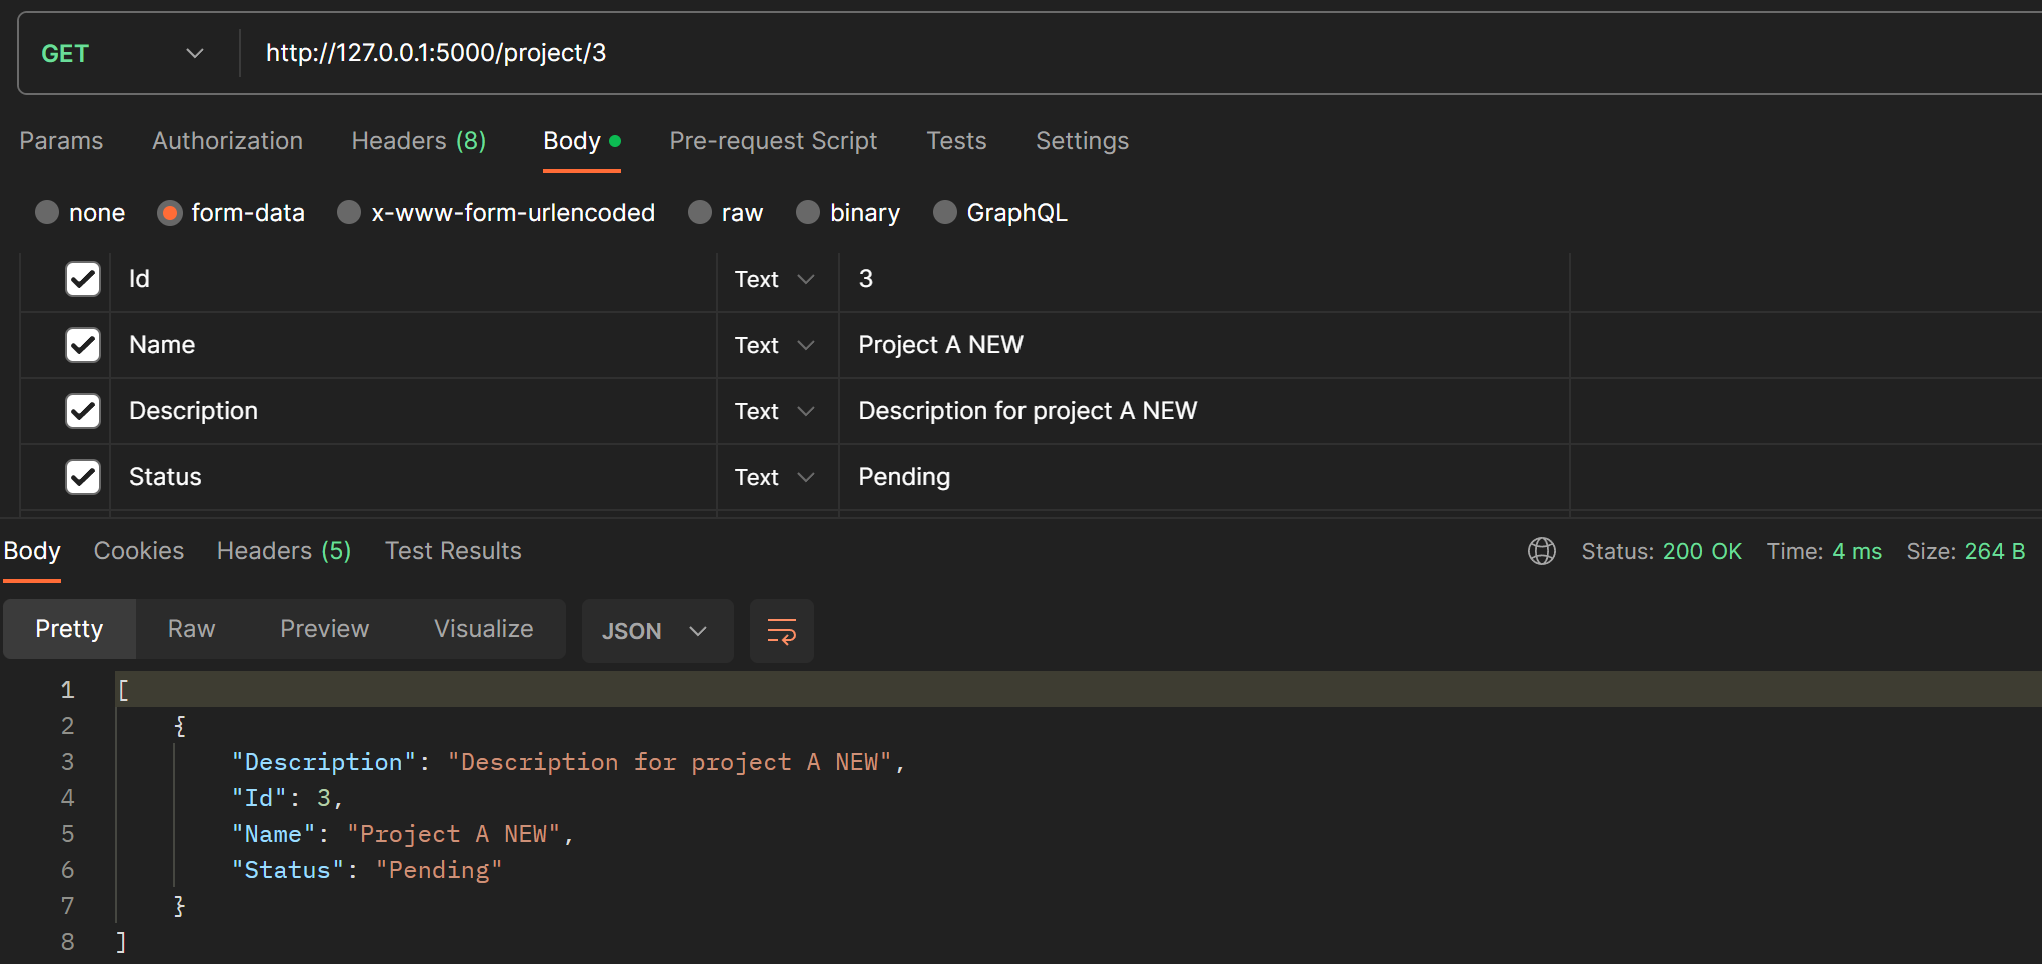 GET http://127.0.0.1:5000/project/3
Params Authorization Headers (8) Body Pre-request Script Tests Settings
none form-data x-www-form-urlencoded raw binary GraphQL
Id Text 3
Name Text Project A NEW
Description Text Description for project A NEW
Status Text Pending
Body Cookies Headers (5) Test Results Status: 200 OK Time: 4 ms Size: 264 B
Pretty Raw Preview Visualize JSON
1 [
2 {
3 "Description": "Description for project A NEW",
4 "Id": 3,
5 "Name": "Project A NEW",
6 "Status": "Pending"
7 }
8 ]